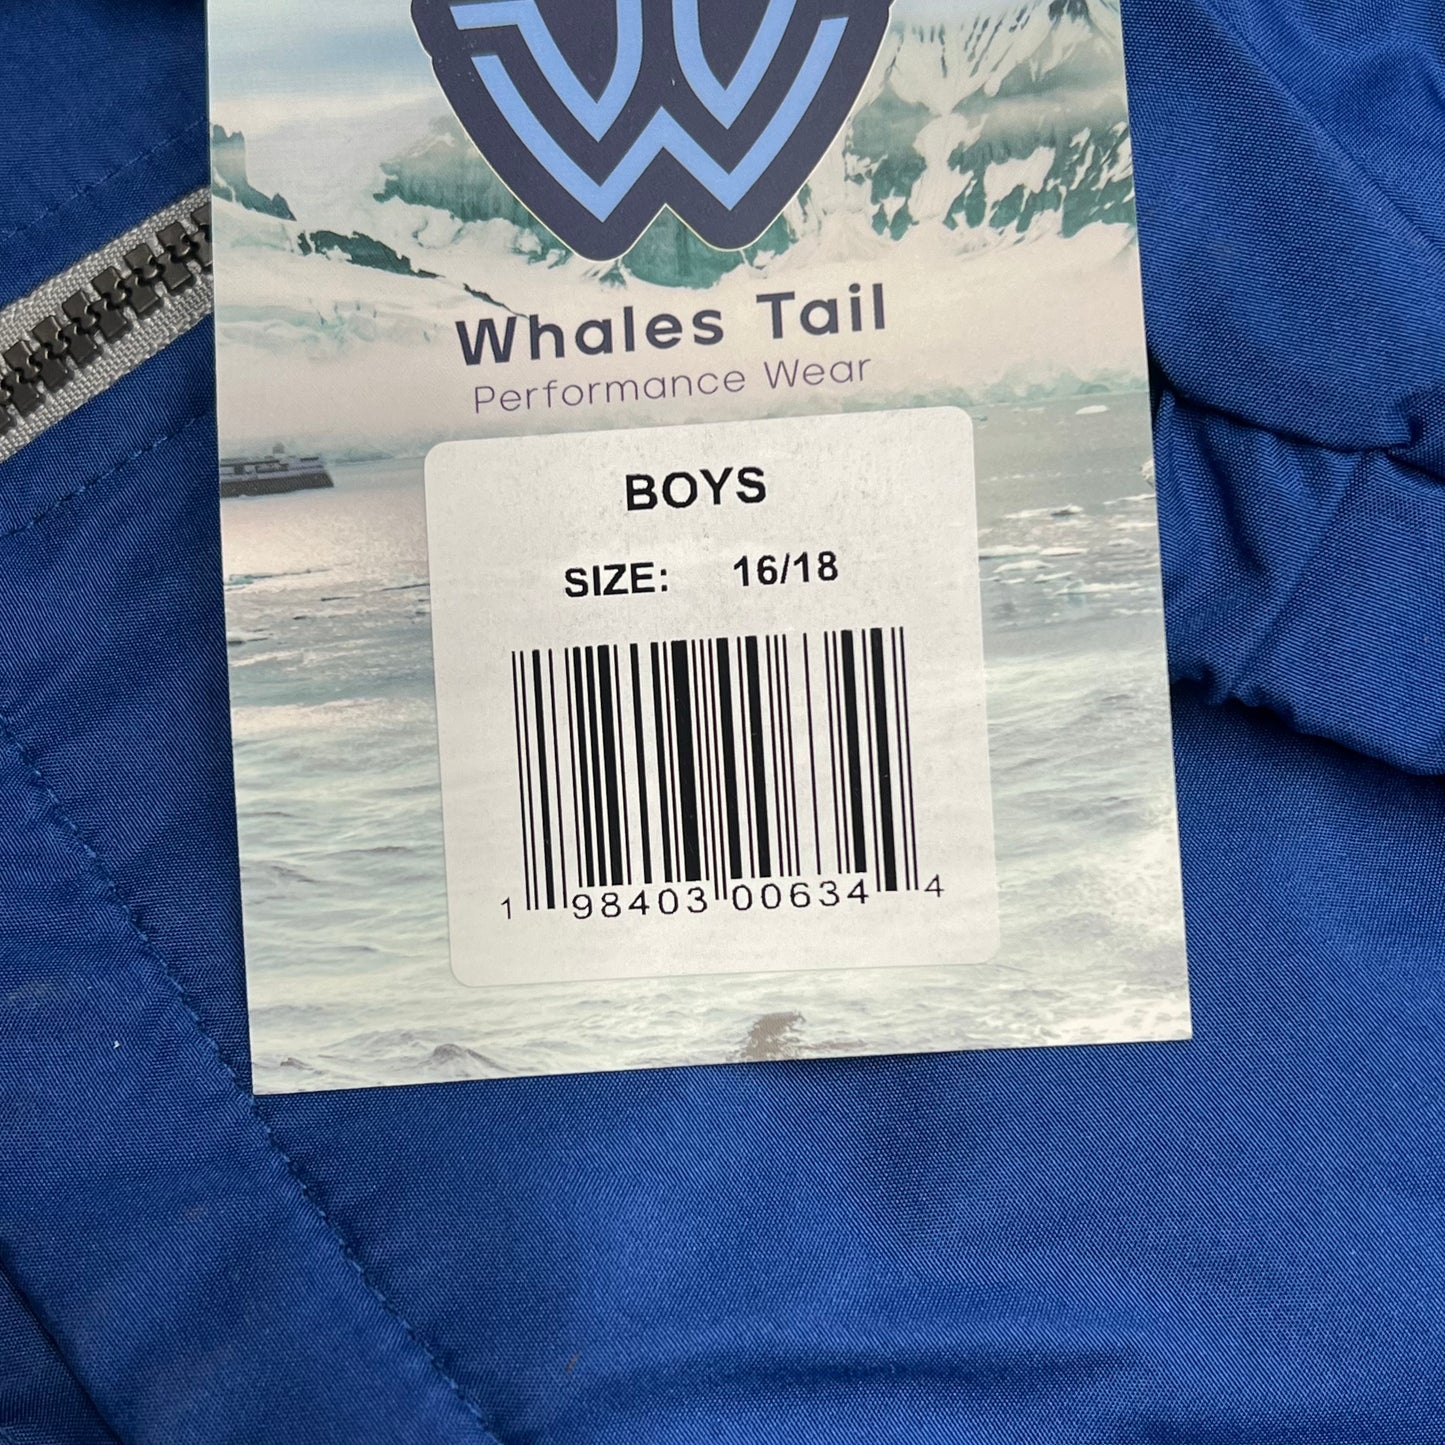 Whales Tail
Performance Wear
BOYS
SIZE: 16/18
1 98403 00634 4